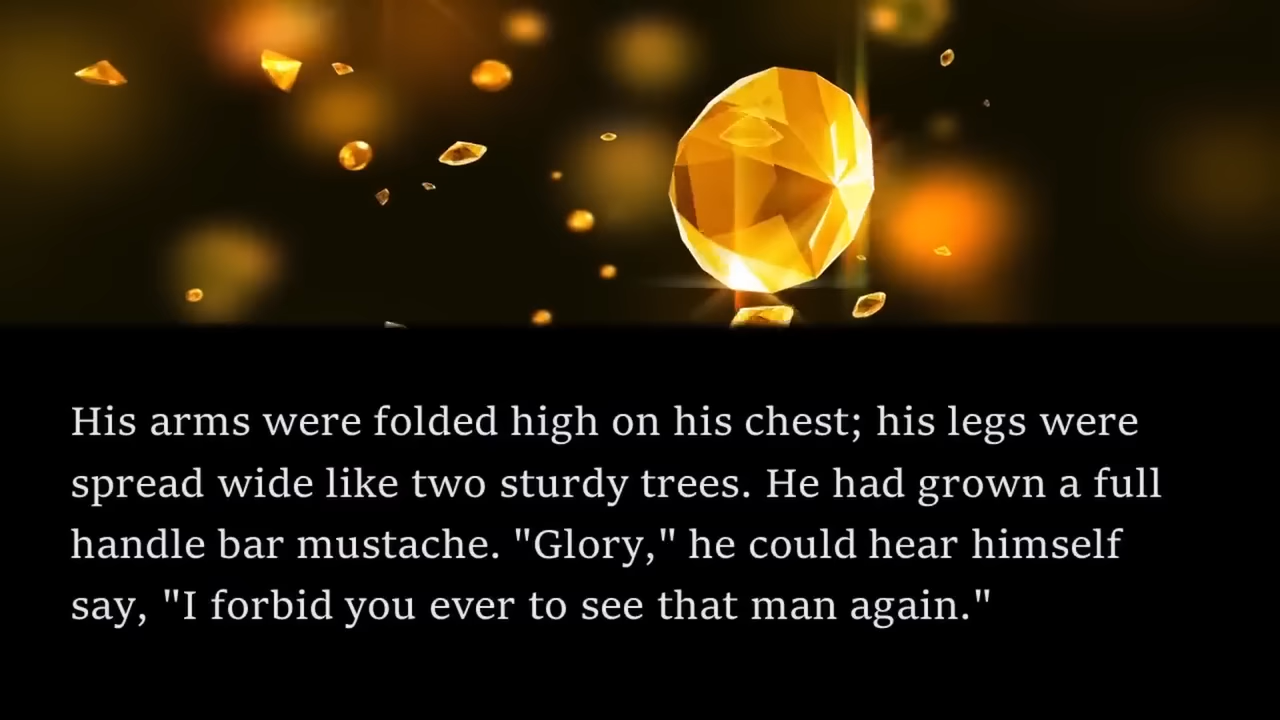 His arms were folded high on his chest; his legs were
spread wide like two sturdy trees. He had grown a full
handle bar mustache. "Glory," he could hear himself
say, "I forbid you ever to see that man again."